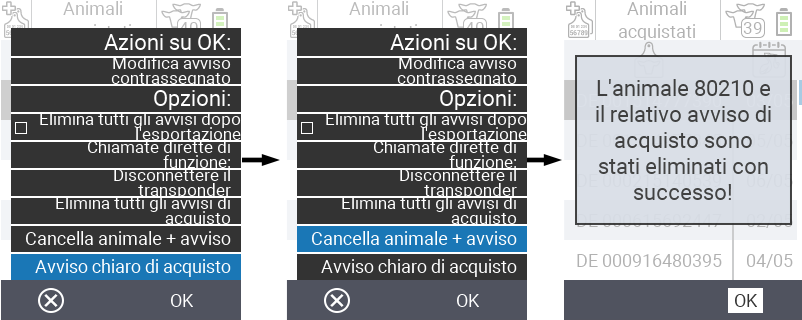 Animali
Azioni su OK:
Modifica avviso
contrassegnato
Opzioni:
Elimina tutti gli avvisi dopo
l'esportazione
Chiamate dirette di
funzione:
Disconnettere il
transponder
Elimina tutti gli avvisi di
acquisto
Cancella animale + avviso
Avviso chiaro di acquisto
OK
Animali
Azioni su OK:
Modifica avviso
contrassegnato
Opzioni:
Elimina tutti gli avvisi dopo
l'esportazione
Chiamate dirette di
funzione:
Disconnettere il
transponder
Elimina tutti gli avvisi di
acquisto
Cancella animale + avviso
Avviso chiaro di acquisto
OK
Animali
acquistati
39
L'animale 80210 e
il relativo avviso di
acquisto sono
stati eliminati con
successo!
DE 000916480395 04/05
OK